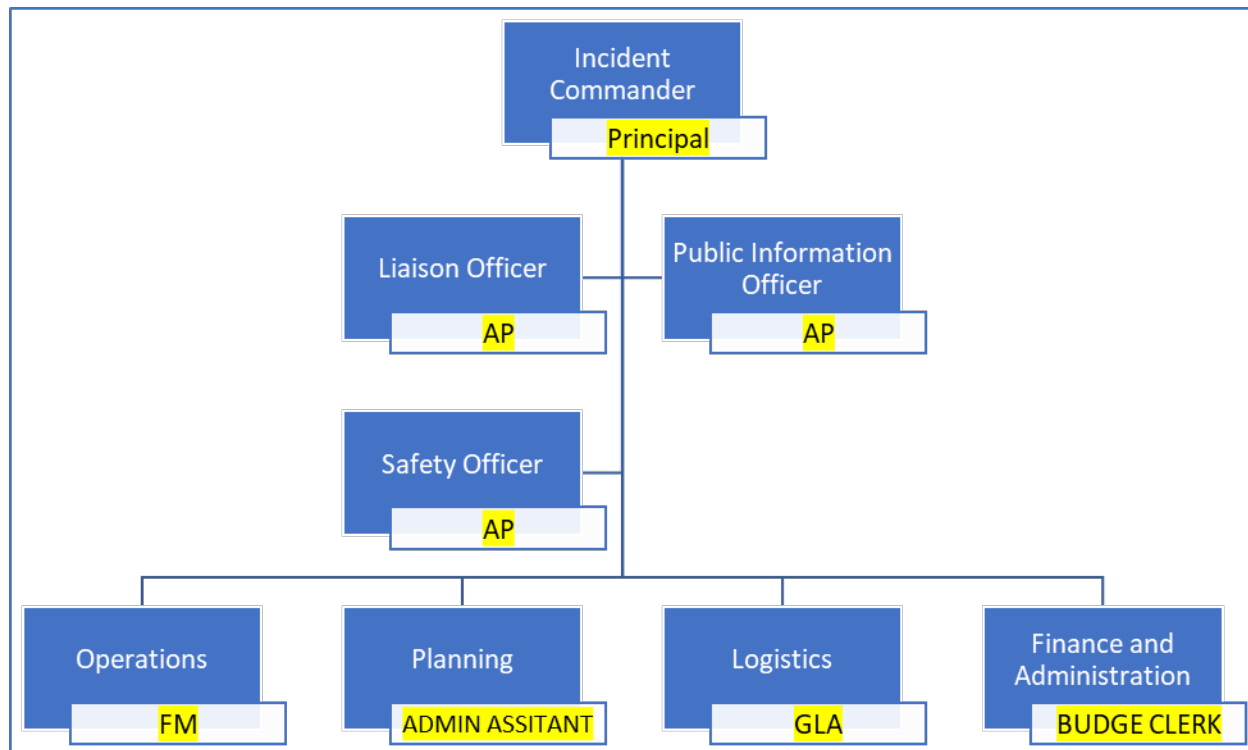 Incident
Commander
Principal
Liaison Officer
AP
Public Information
Officer
AP
Safety Officer
AP
Operations
FM
Planning
ADMIN ASSITANT
Logistics
GLA
Finance and
Administration
BUDGE CLERK